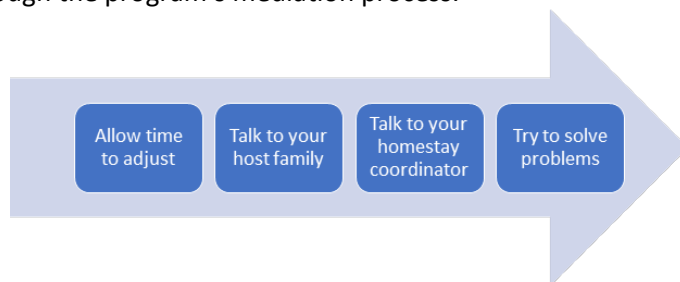 through the program's mediation process.
Allow time
to adjust
Talk to your
host family
Talk to your
homestay
coordinator
Try to solve
problems